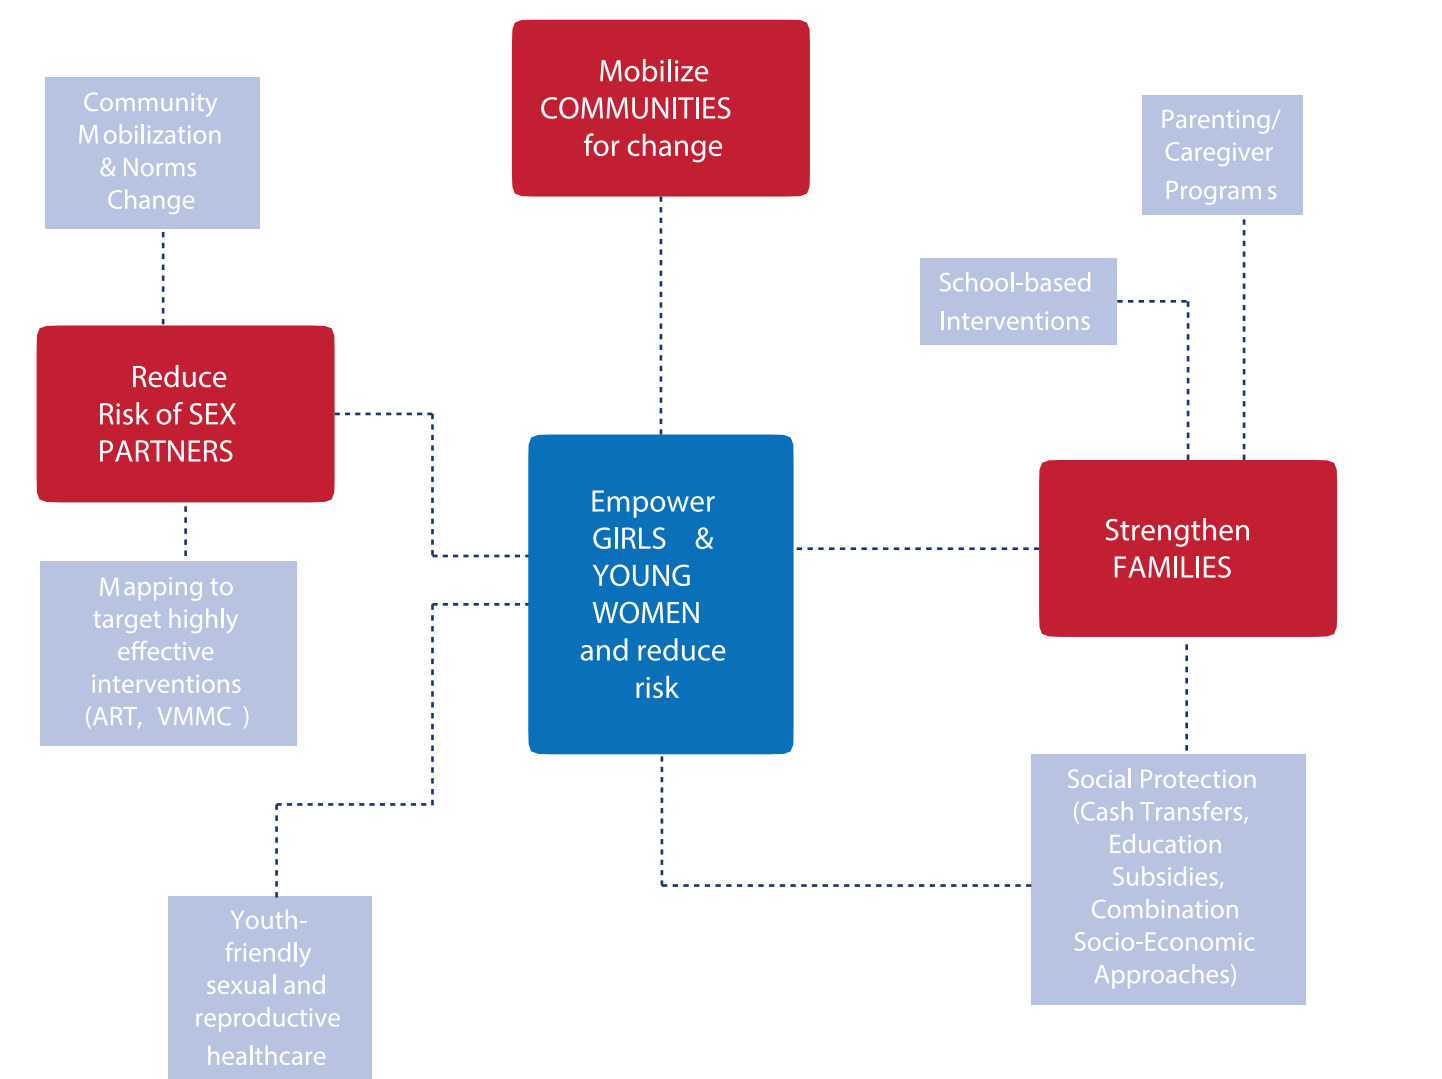 Mobilize
COMMUNITIES
for change
Community
Mobilization
& Norms
Change
Parenting/
Caregiver
Programs
School-based
Interventions
Reduce
Risk of SEX
PARTNERS
Empower
GIRLS &
YOUNG
WOMEN
and reduce
risk
Strengthen
FAMILIES
Mapping to
target highly
effective
interventions
(ART, VMMC )
Social Protection
(Cash Transfers,
Education
Subsidies,
Combination
Socio-Economic
Approaches)
Youth-
friendly
sexual and
reproductive
healthcare